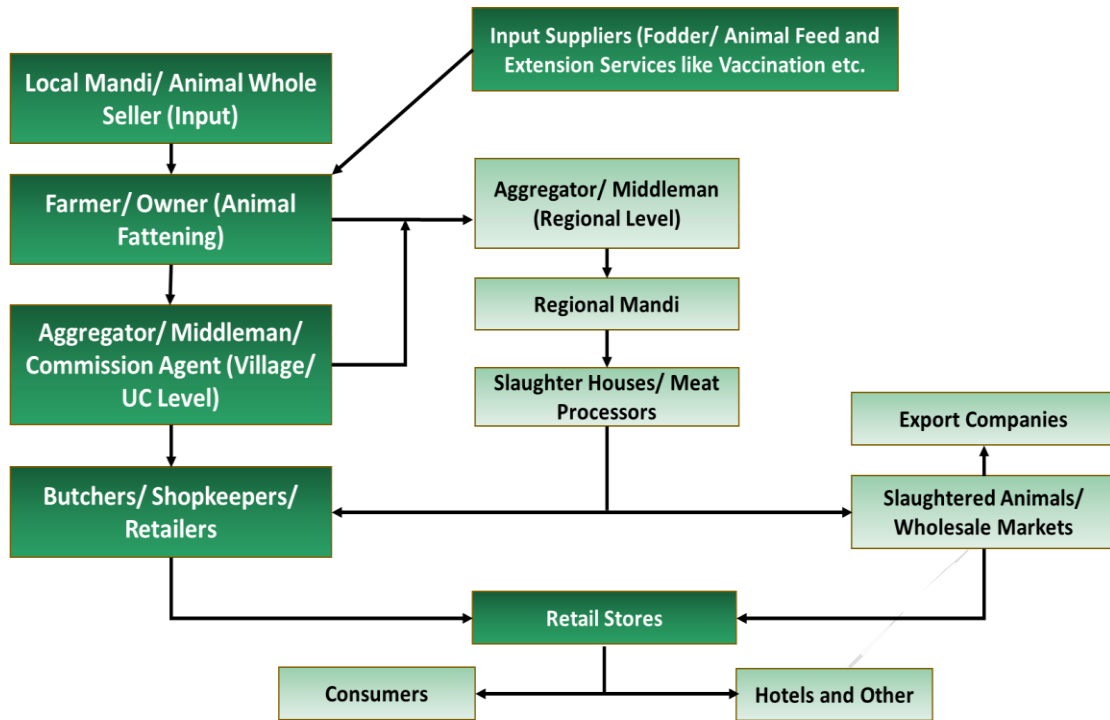 Input Suppliers (Fodder/ Animal Feed and
Extension Services like Vaccination etc.
Local Mandi/ Animal Whole
Seller (Input)
Farmer/ Owner (Animal
Fattening)
Aggregator/ Middleman
(Regional Level)
Regional Mandi
Aggregator/ Middleman/
Commission Agent (Village/
UC Level)
Slaughter Houses/ Meat
Processors
Export Companies
Butchers/ Shopkeepers/
Retailers
Slaughtered Animals/
Wholesale Markets
Retail Stores
Consumers
Hotels and Other